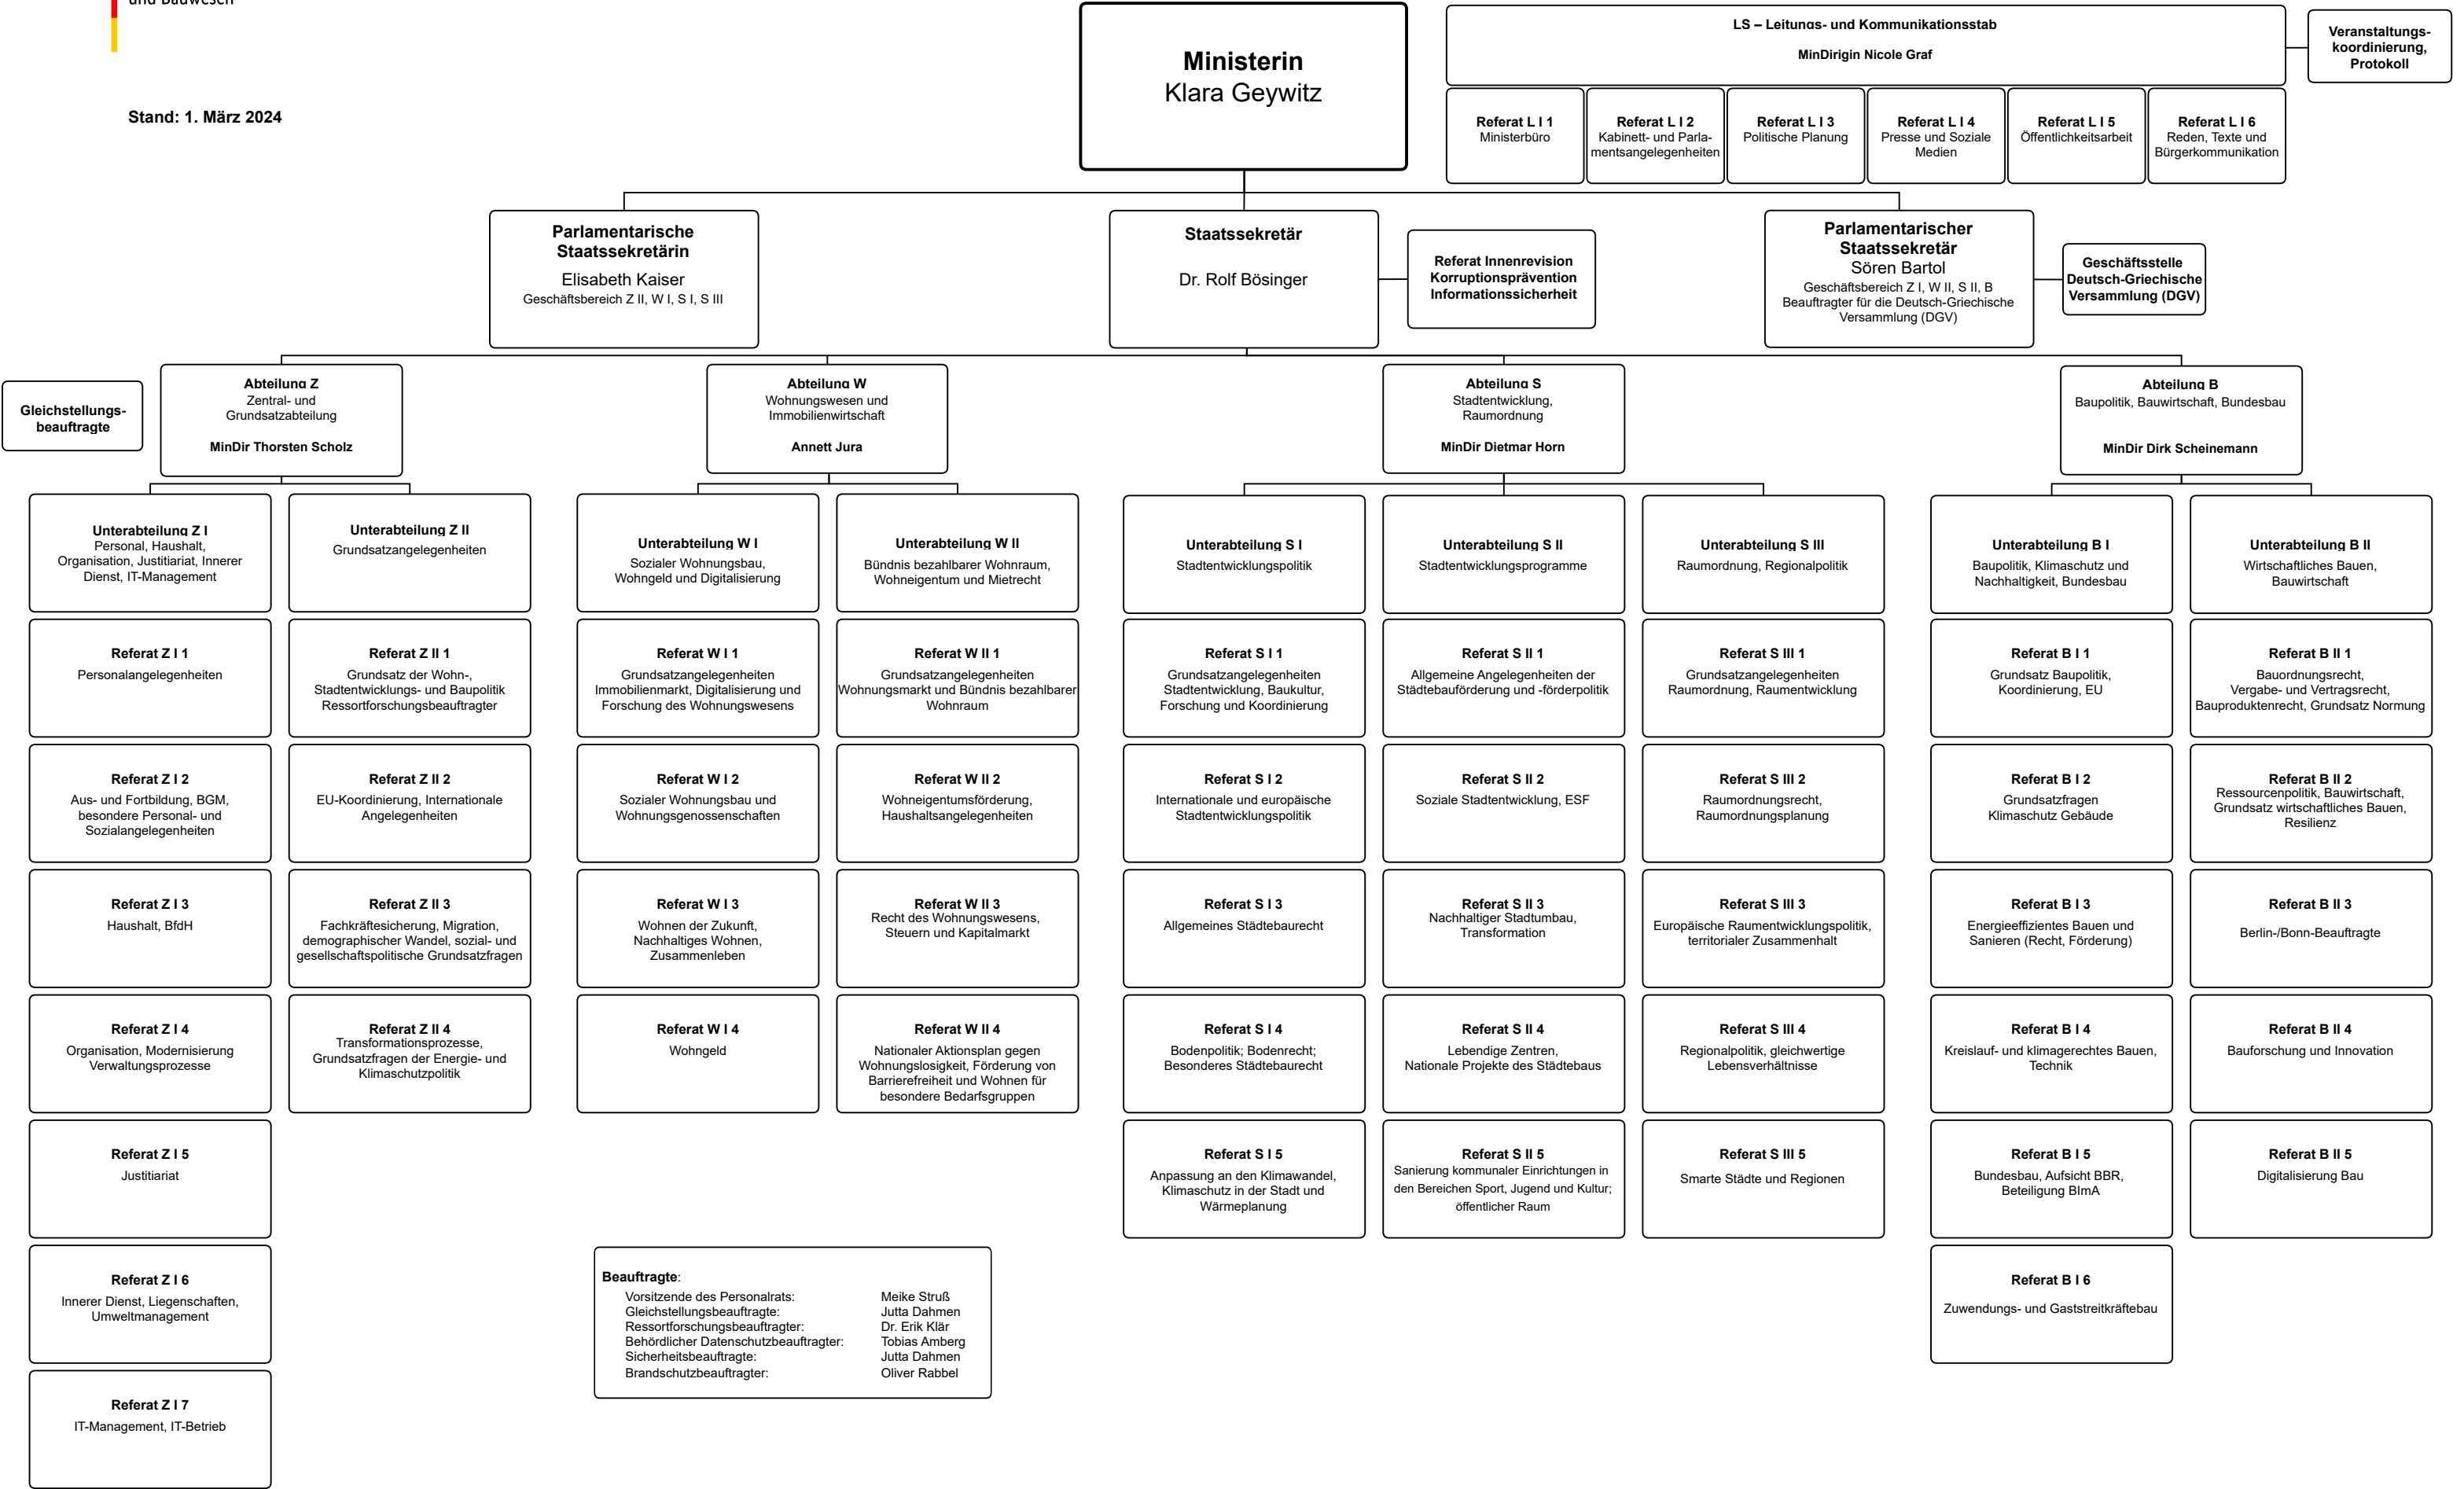 und Bauwesen
Stand: 1. März 2024
Ministerin
Klara Geywitz
LS – Leitungs- und Kommunikationsstab
MinDirigin Nicole Graf
Veranstaltungs-
koordinierung,
Protokoll
Referat L I 1
Ministerbüro
Referat L I 2
Kabinett- und Parla-
mentsangelegenheiten
Referat L I 3
Politische Planung
Referat L I 4
Presse und Soziale
Medien
Referat L I 5
Öffentlichkeitsarbeit
Referat L I 6
Reden, Texte und
Bürgerkommunikation
Parlamentarische
Staatssekretärin
Elisabeth Kaiser
Geschäftsbereich Z II, W I, S I, S III
Staatssekretär
Dr. Rolf Bösinger
Referat Innenrevision
Korruptionsprävention
Informationssicherheit
Parlamentarischer
Staatssekretär
Sören Bartol
Geschäftsbereich Z I, W II, S II, B
Beauftragter für die Deutsch-Griechische
Versammlung (DGV)
Geschäftsstelle
Deutsch-Griechische
Versammlung (DGV)
Gleichstellungs-
beauftragte
Abteilung Z
Zentral- und
Grundsatzabteilung
MinDir Thorsten Scholz
Abteilung W
Wohnungswesen und
Immobilienwirtschaft
Annett Jura
Abteilung S
Stadtentwicklung,
Raumordnung
MinDir Dietmar Horn
Abteilung B
Baupolitik, Bauwirtschaft, Bundesbau
MinDir Dirk Scheinemann
Unterabteilung Z I
Personal, Haushalt,
Organisation, Justitiariat, Innerer
Dienst, IT-Management
Unterabteilung Z II
Grundsatzangelegenheiten
Unterabteilung W I
Sozialer Wohnungsbau,
Wohngeld und Digitalisierung
Unterabteilung W II
Bündnis bezahlbarer Wohnraum,
Wohneigentum und Mietrecht
Unterabteilung S I
Stadtentwicklungspolitik
Unterabteilung S II
Stadtentwicklungsprogramme
Unterabteilung S III
Raumordnung, Regionalpolitik
Unterabteilung B I
Baupolitik, Klimaschutz und
Nachhaltigkeit, Bundesbau
Unterabteilung B II
Wirtschaftliches Bauen,
Bauwirtschaft
Referat Z I 1
Personalangelegenheiten
Referat Z II 1
Grundsatz der Wohn-,
Stadtentwicklungs- und Baupolitik
Ressortforschungsbeauftragter
Referat W I 1
Grundsatzangelegenheiten
Immobilienmarkt, Digitalisierung und
Forschung des Wohnungswesens
Referat W II 1
Grundsatzangelegenheiten
Wohnungsmarkt und Bündnis bezahlbarer
Wohnraum
Referat S I 1
Grundsatzangelegenheiten
Stadtentwicklung, Baukultur,
Forschung und Koordinierung
Referat S II 1
Allgemeine Angelegenheiten der
Städtebauförderung und -förderpolitik
Referat S III 1
Grundsatzangelegenheiten
Raumordnung, Raumentwicklung
Referat B I 1
Grundsatz Baupolitik,
Koordinierung, EU
Referat B II 1
Bauordnungsrecht,
Vergabe- und Vertragsrecht,
Bauproduktenrecht, Grundsatz Normung
Referat Z I 2
Aus- und Fortbildung, BGM,
besondere Personal- und
Sozialangelegenheiten
Referat Z II 2
EU-Koordinierung, Internationale
Angelegenheiten
Referat W I 2
Sozialer Wohnungsbau und
Wohnungsgenossenschaften
Referat W II 2
Wohneigentumsförderung,
Haushaltsangelegenheiten
Referat S I 2
Internationale und europäische
Stadtentwicklungspolitik
Referat S II 2
Soziale Stadtentwicklung, ESF
Referat S III 2
Raumordnungsrecht,
Raumordnungsplanung
Referat B I 2
Grundsatzfragen
Klimaschutz Gebäude
Referat B II 2
Ressourcenpolitik, Bauwirtschaft,
Grundsatz wirtschaftliches Bauen,
Resilienz
Referat Z I 3
Haushalt, BfdH
Referat Z II 3
Fachkräftesicherung, Migration,
demographischer Wandel, sozial- und
gesellschaftspolitische Grundsatzfragen
Referat W I 3
Wohnen der Zukunft,
Nachhaltiges Wohnen,
Zusammenleben
Referat W II 3
Recht des Wohnungswesens,
Steuern und Kapitalmarkt
Referat S I 3
Allgemeines Städtebaurecht
Referat S II 3
Nachhaltiger Stadtumbau,
Transformation
Referat S III 3
Europäische Raumentwicklungspolitik,
territorialer Zusammenhalt
Referat B I 3
Energieeffizientes Bauen und
Sanieren (Recht, Förderung)
Referat B II 3
Berlin-/Bonn-Beauftragte
Referat Z I 4
Organisation, Modernisierung
Verwaltungsprozesse
Referat Z II 4
Transformationsprozesse,
Grundsatzfragen der Energie- und
Klimaschutzpolitik
Referat W I 4
Wohngeld
Referat W II 4
Nationaler Aktionsplan gegen
Wohnungslosigkeit, Förderung von
Barrierefreiheit und Wohnen für
besondere Bedarfsgruppen
Referat S I 4
Bodenpolitik; Bodenrecht;
Besonderes Städtebaurecht
Referat S II 4
Lebendige Zentren,
Nationale Projekte des Städtebaus
Referat S III 4
Regionalpolitik, gleichwertige
Lebensverhältnisse
Referat B I 4
Kreislauf- und klimagerechtes Bauen,
Technik
Referat B II 4
Bauforschung und Innovation
Referat Z I 5
Justitiariat
Referat S I 5
Anpassung an den Klimawandel,
Klimaschutz in der Stadt und
Wärmeplanung
Referat S II 5
Sanierung kommunaler Einrichtungen in
den Bereichen Sport, Jugend und Kultur;
öffentlicher Raum
Referat S III 5
Smarte Städte und Regionen
Referat B I 5
Bundesbau, Aufsicht BBR,
Beteiligung BImA
Referat B II 5
Digitalisierung Bau
Referat Z I 6
Innerer Dienst, Liegenschaften,
Umweltmanagement
Beauftragte:
Vorsitzende des Personalrats: Meike Struß
Gleichstellungsbeauftragte: Jutta Dahmen
Ressortforschungsbeauftragter: Dr. Erik Klär
Behördlicher Datenschutzbeauftragter: Tobias Amberg
Sicherheitsbeauftragte: Jutta Dahmen
Brandschutzbeauftragter: Oliver Rabbel
Referat B I 6
Zuwendungs- und Gaststreitkräftebau
Referat Z I 7
IT-Management, IT-Betrieb